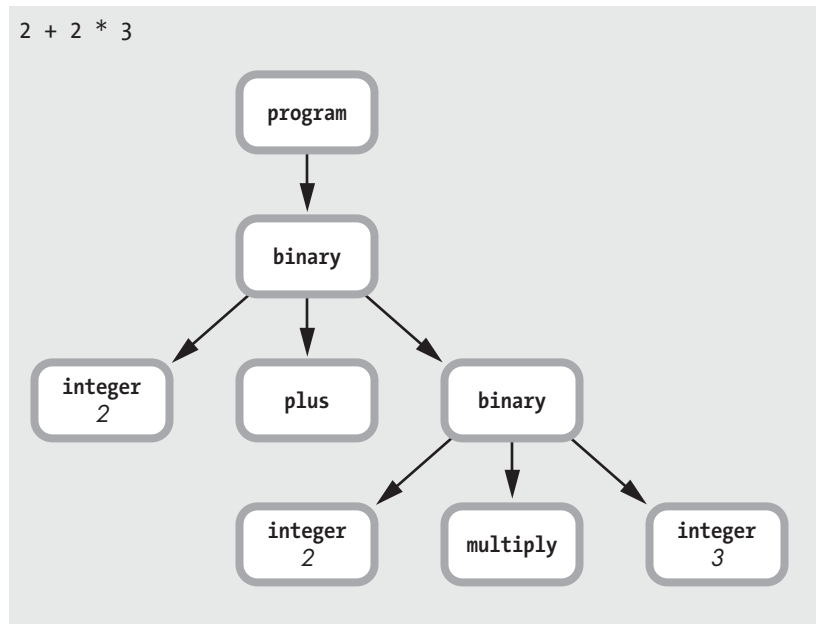 2 + 2 * 3
program
binary
integer
2
plus
binary
integer
2
multiply
integer
3